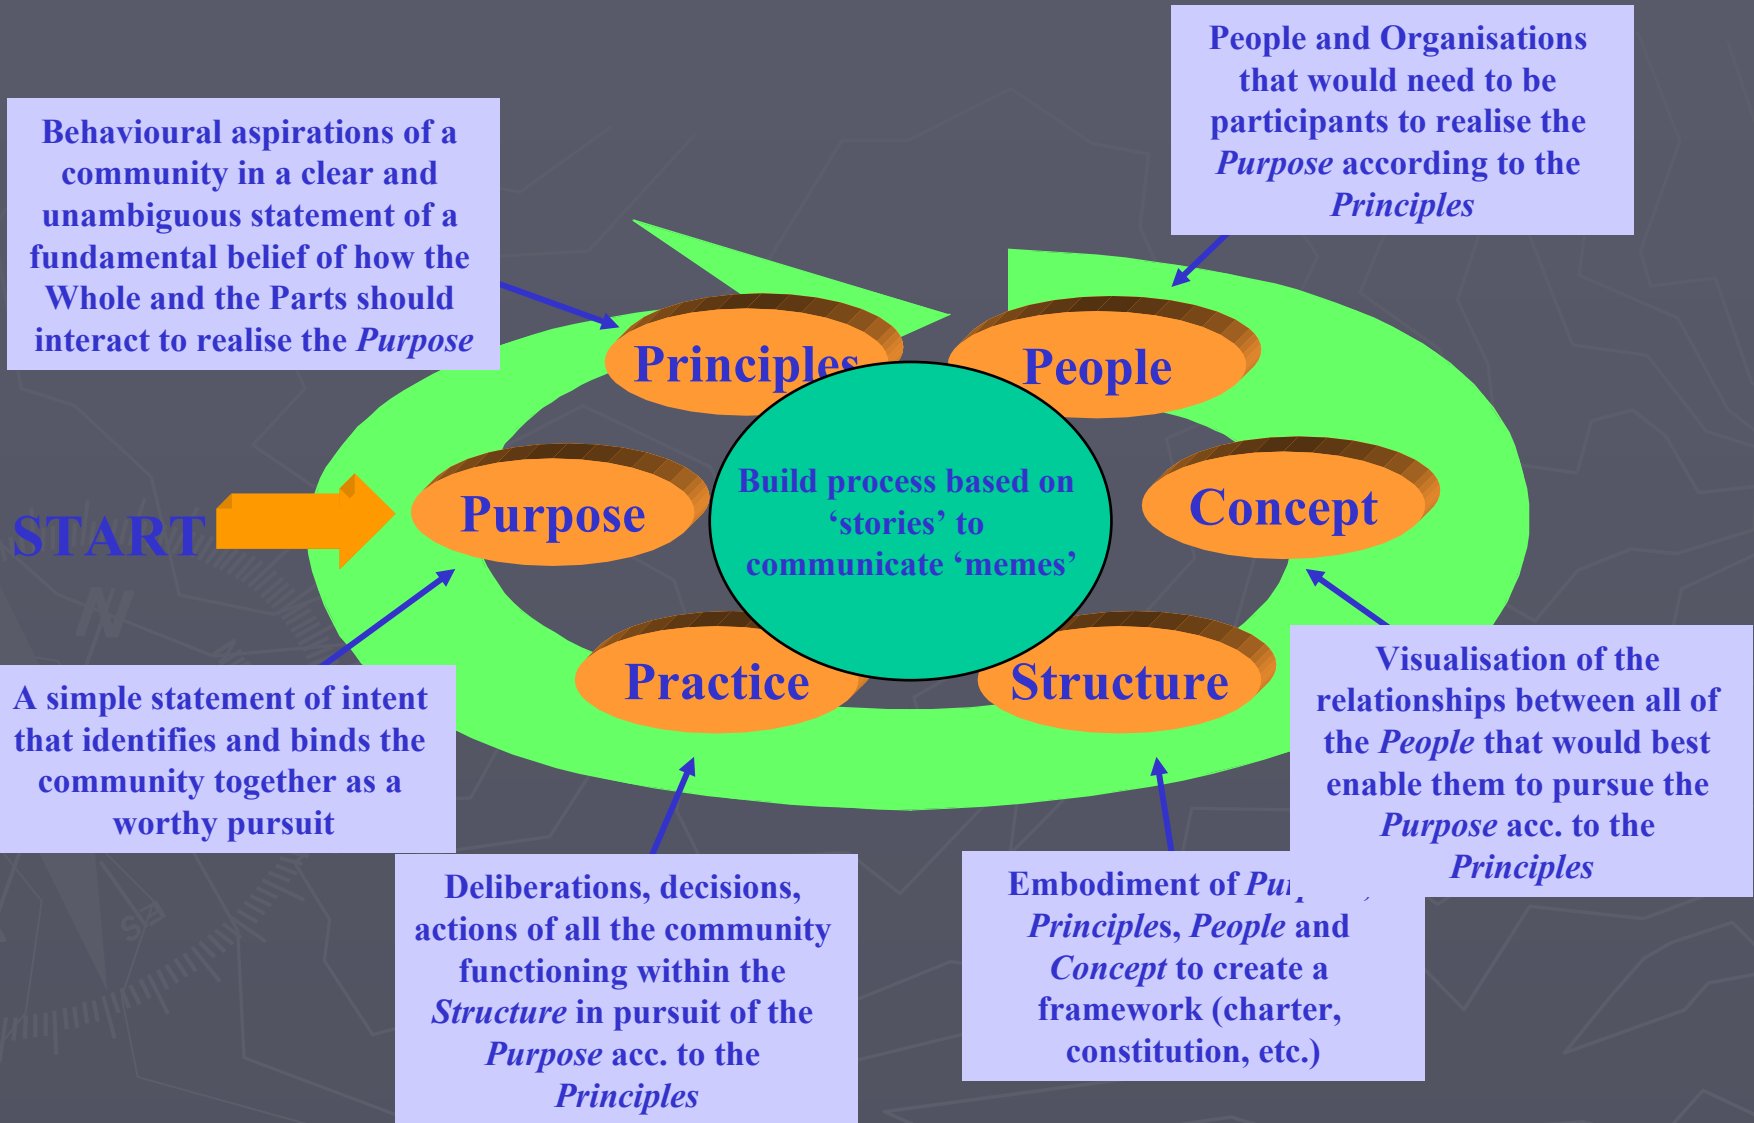 People and Organisations
that would need to be
participants to realise the
Purpose according to the
Principles
Behavioural aspirations of a
community in a clear and
unambiguous statement of a
fundamental belief of how the
Whole and the Parts should
interact to realise the Purpose
Principles
People
START
Purpose
Build process based on
‘stories’ to
communicate ‘memes’
Concept
Practice
Structure
A simple statement of intent
that identifies and binds the
community together as a
worthy pursuit
Visualisation of the
relationships between all of
the People that would best
enable them to pursue the
Purpose acc. to the
Principles
Deliberations, decisions,
actions of all the community
functioning within the
Structure in pursuit of the
Purpose acc. to the
Principles
Embodiment of
Principles, People and
Concept to create a
framework (charter,
constitution, etc.)